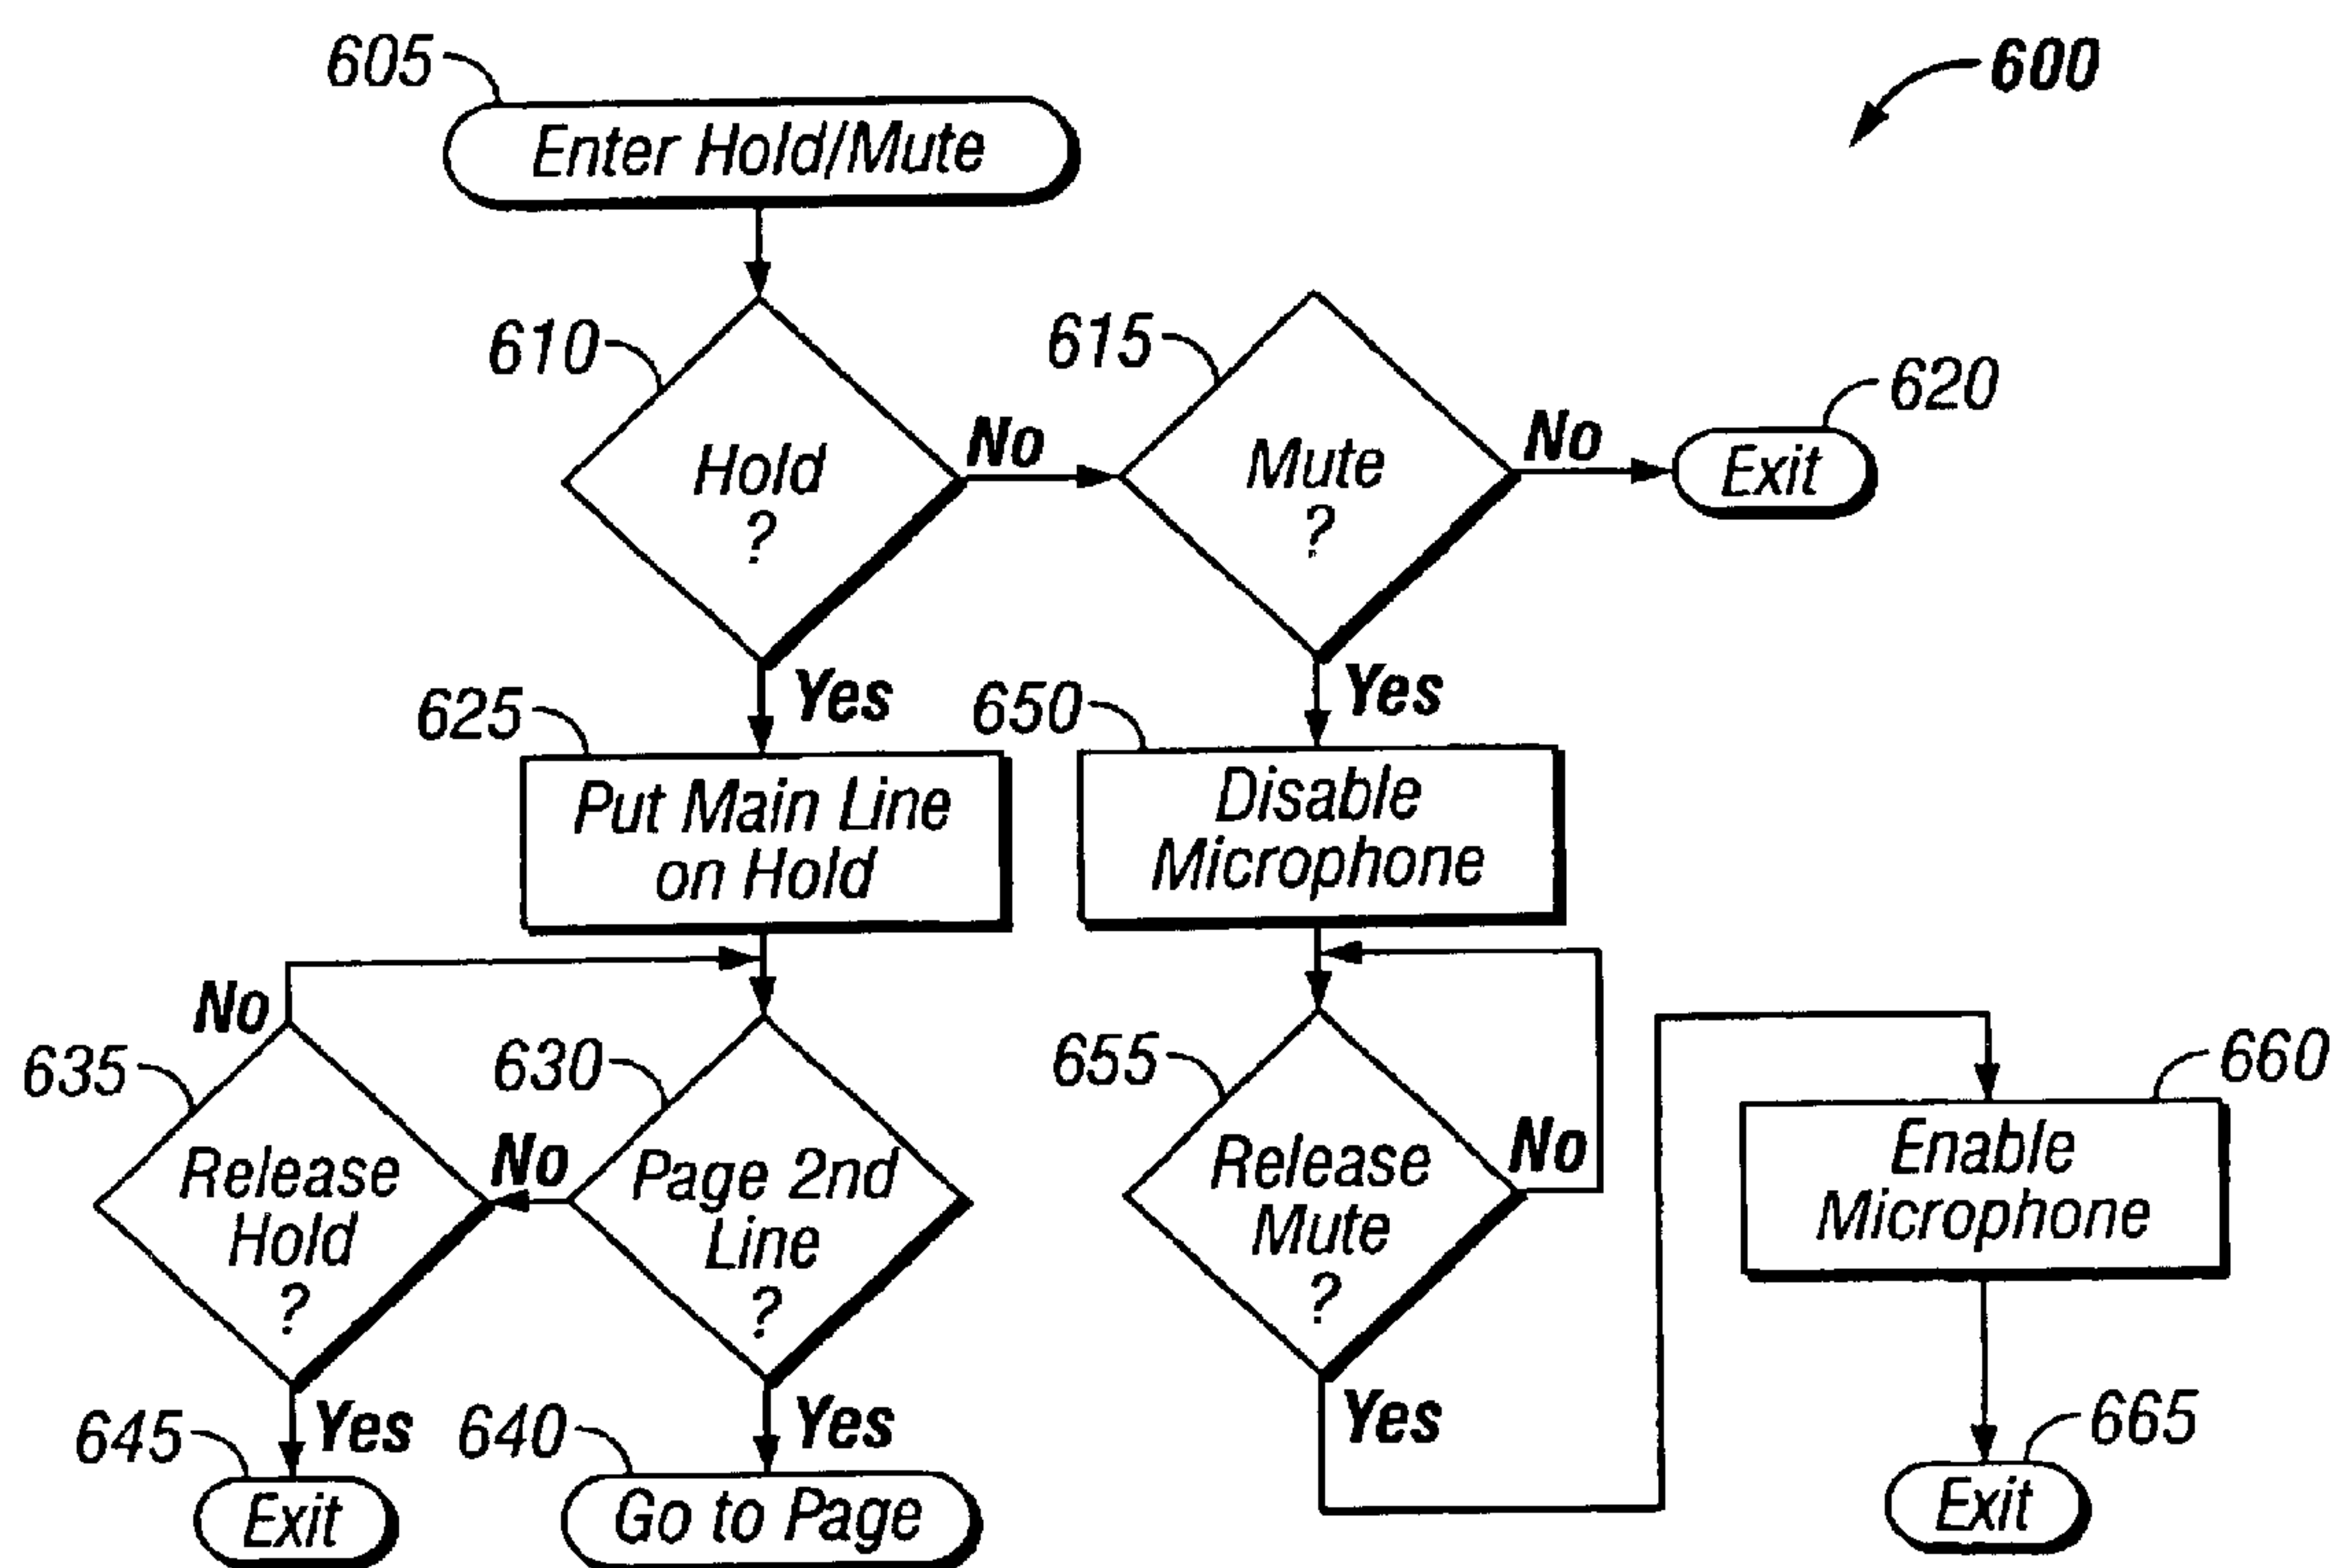 605
600
Enter Hold/Mute
610
615
620
Hold
?
No
Mute
?
No
Exit
Yes
Yes
625
650
Put Main Line
on Hold
Disable
Microphone
No
635
630
655
660
Release
Hold
?
No
Page 2nd
Line
?
Release
Mute
?
No
Enable
Microphone
Yes
Yes
Yes
645
640
665
Exit
Go to Page
Exit